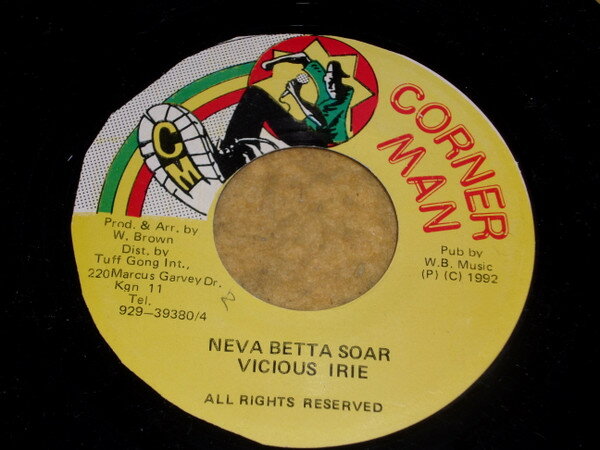 CORNER
MAN
CM
Prod. & Arr. by
W. Brown
Dist. by
Tuff Gong Int.,
220Marcus Garvey Dr.
Kgn 11
Tel.
929-39380/4
2
Pub by
W.B. Music
(P) (C) 1992
NEVA BETTA SOAR
VICIOUS IRIE
ALL RIGHTS RESERVED